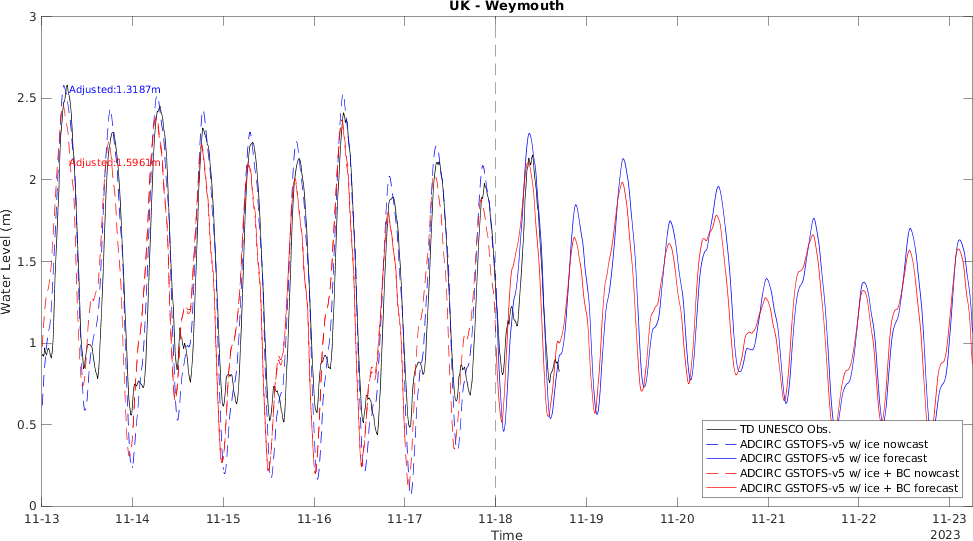 UK - Weymouth
3
2.5
2
1.5
1
0.5
0
Water Level (m)
Adjusted:1.3187m
Adjusted:1.5961m
TD UNESCO Obs.
ADCIRC GSTOFS-v5 w/ ice nowcast
ADCIRC GSTOFS-v5 w/ ice forecast
ADCIRC GSTOFS-v5 w/ ice + BC nowcast
ADCIRC GSTOFS-v5 w/ ice + BC forecast
11-13 11-14 11-15 11-16 11-17 11-18 11-19 11-20 11-21 11-22 11-23
Time
2023